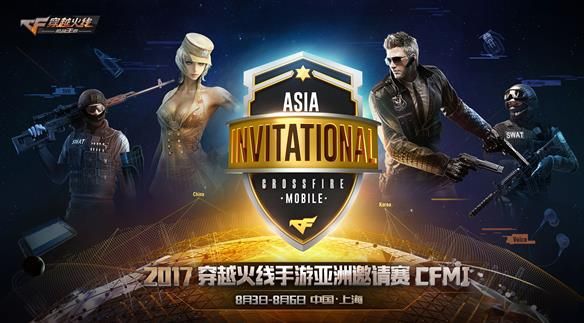 CF 穿越火线
枪战王者
ASIA
INVITATIONAL
CROSSFIRE
·MOBILE·
SWAT
SWAT
China
Korea
2017 穿越火线手游亚洲邀请赛 CFMI
8月3日-8月6日 中国·上海